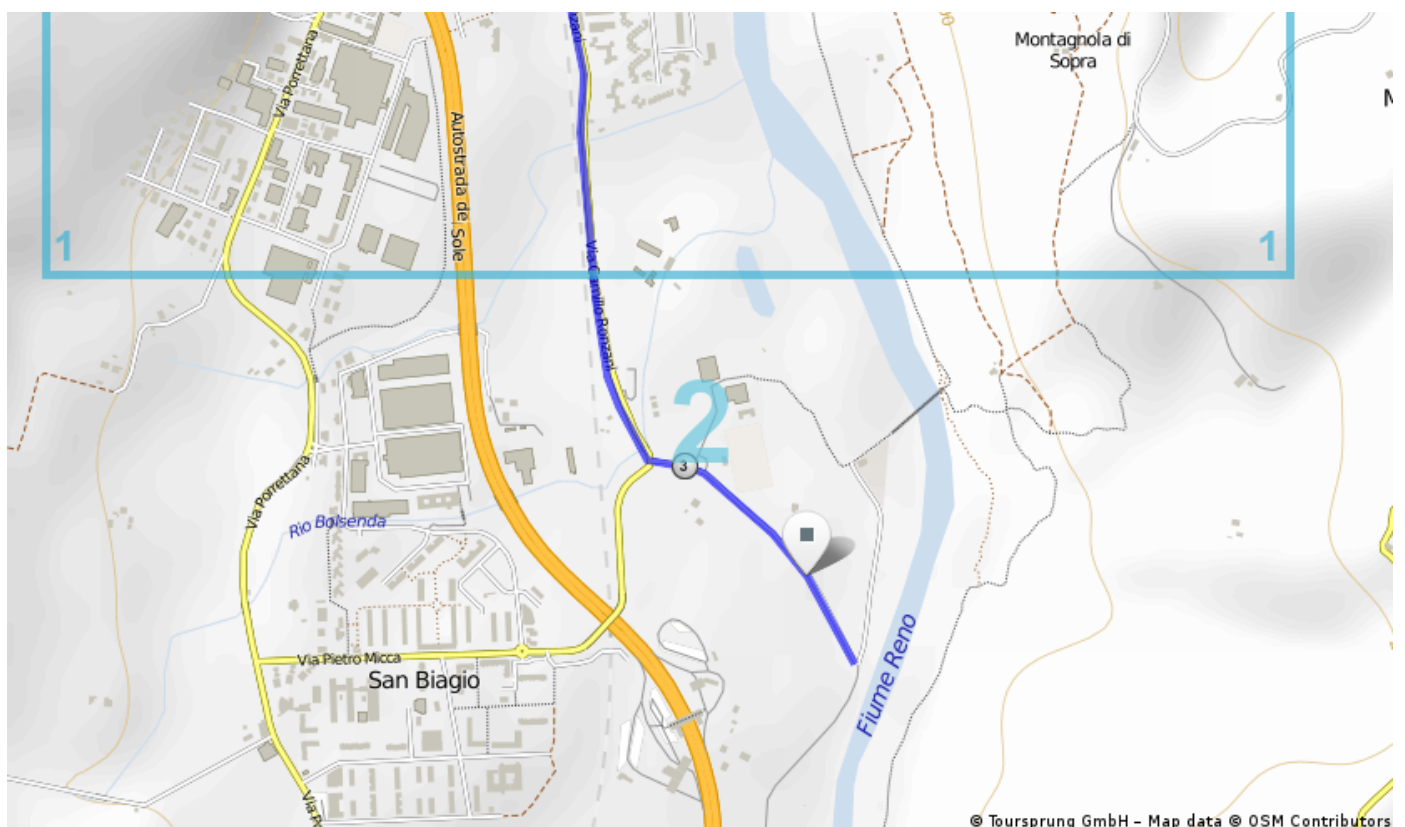 Via Porrettana
Autostrada del Sole
Montagnola di
Sopra
90
1
1
Via Camillo Ronzani
2
3
Via Porrettana
Rio Bolsenda
Via Pietro Micca
San Biagio
Fiume Reno
© Toursprung GmbH – Map data © OSM Contributors